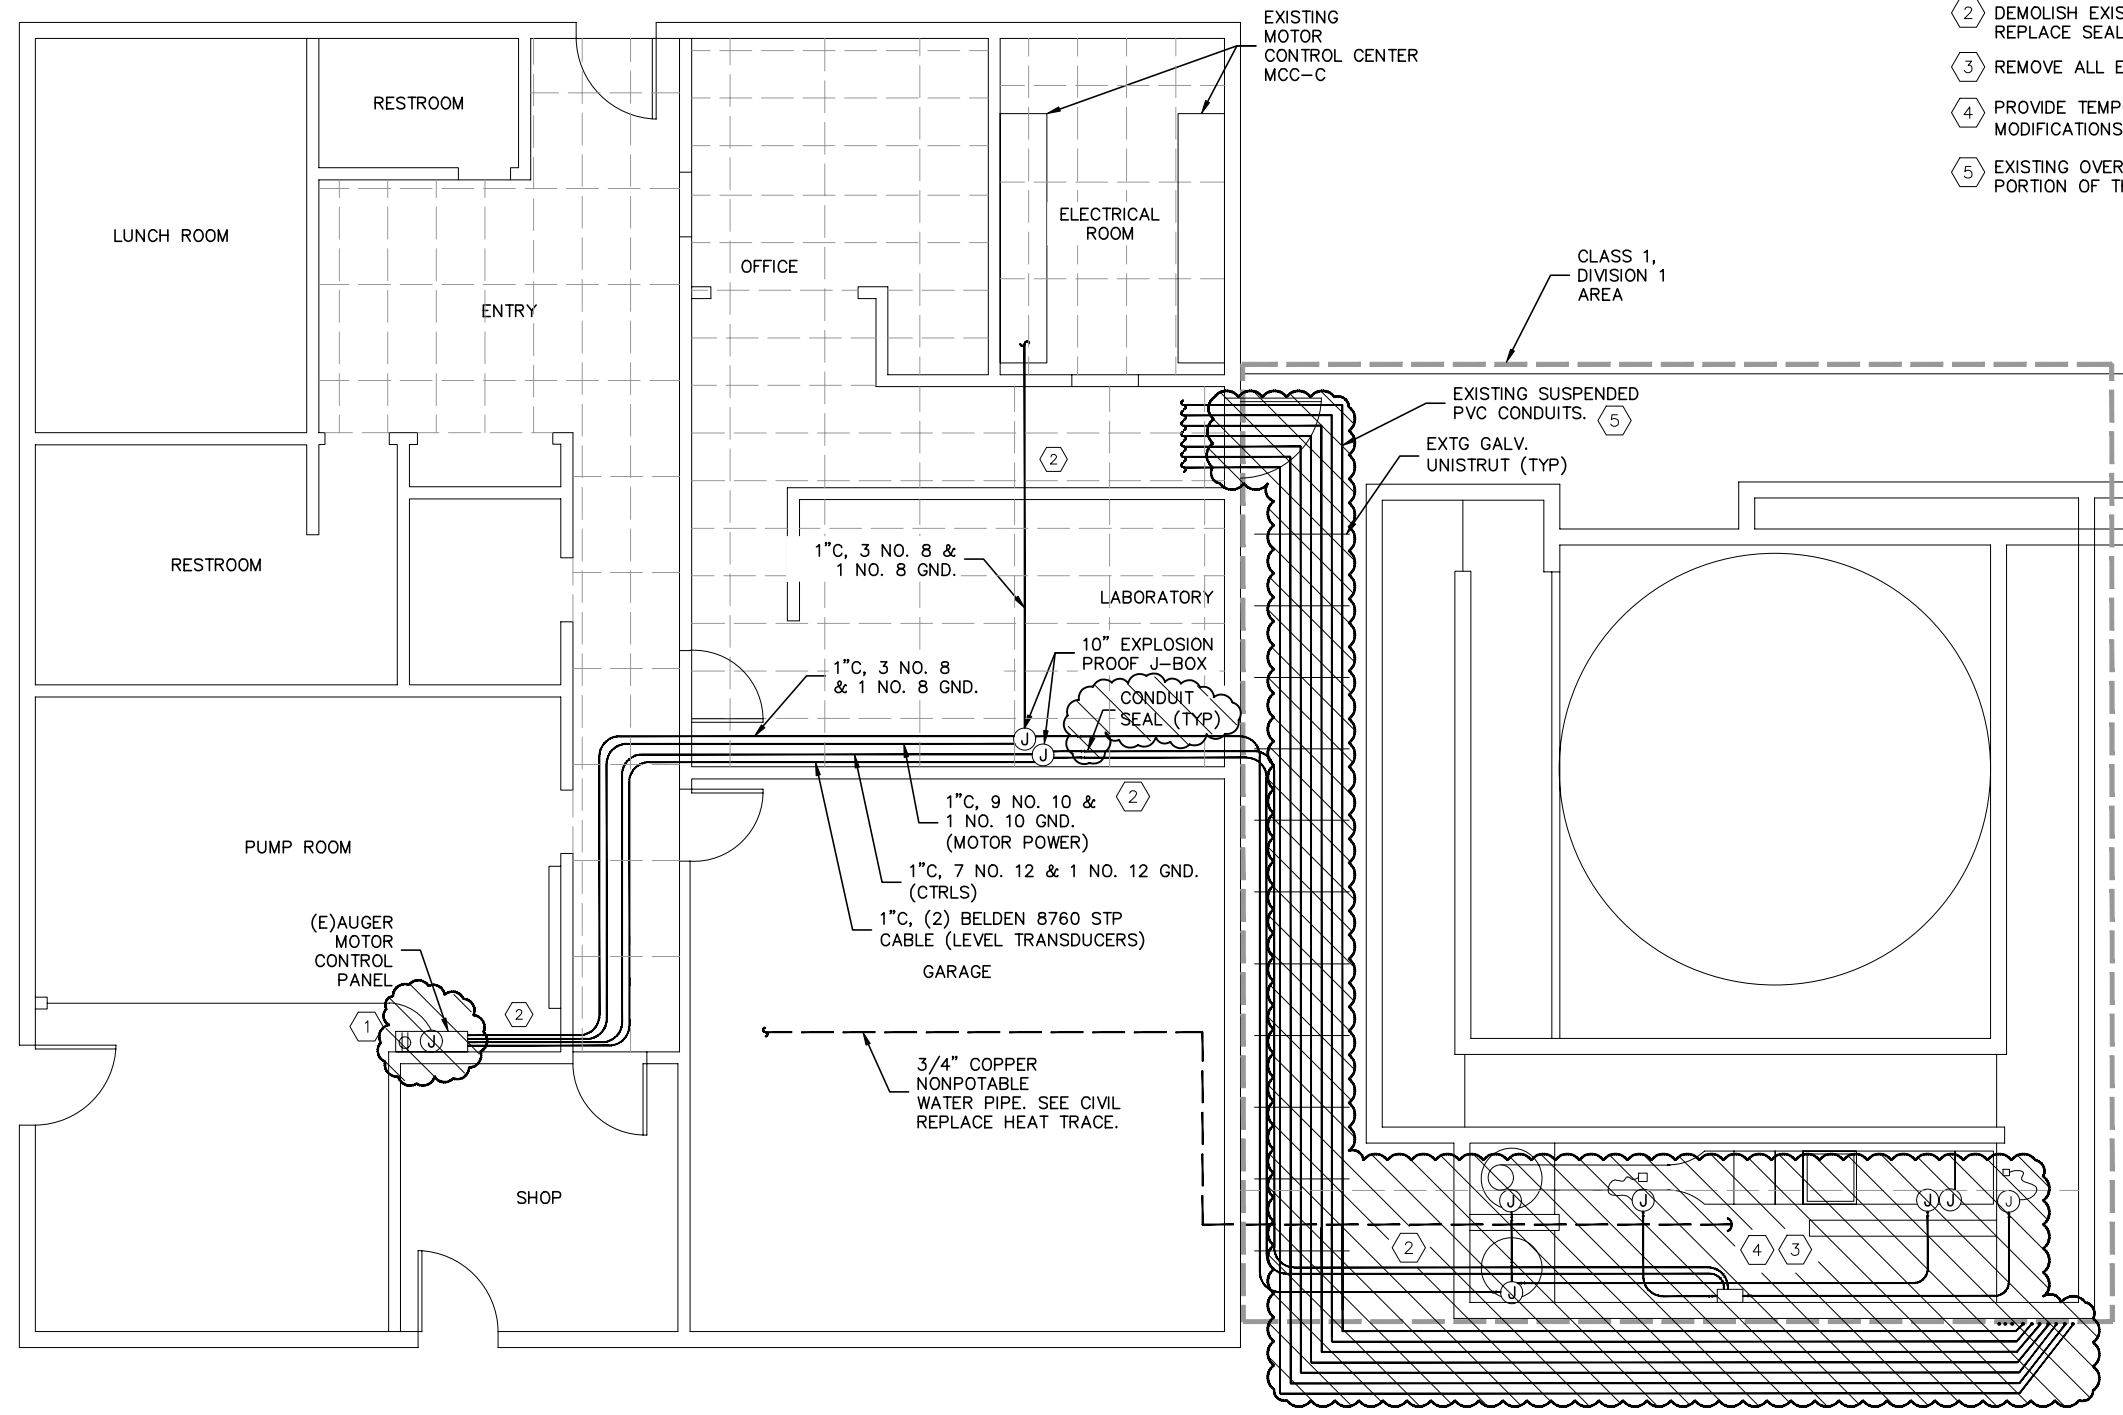 EXISTING
MOTOR
CONTROL CENTER
MCC-C
2 DEMOLISH EXIS
REPLACE SEAL
3 REMOVE ALL E
4 PROVIDE TEMP
MODIFICATIONS
5 EXISTING OVER
PORTION OF TH
RESTROOM
LUNCH ROOM
ELECTRICAL
ROOM
OFFICE
ENTRY
CLASS 1,
DIVISION 1
AREA
EXISTING SUSPENDED
PVC CONDUITS. 5
EXTG GALV.
UNISTRUT (TYP)
2
RESTROOM
1"C, 3 NO. 8 &
1 NO. 8 GND.
LABORATORY
10" EXPLOSION
PROOF J-BOX
1"C, 3 NO. 8
& 1 NO. 8 GND.
CONDUIT
SEAL (TYP)
J
J
2
1"C, 9 NO. 10 &
1 NO. 10 GND.
(MOTOR POWER)
PUMP ROOM
1"C, 7 NO. 12 & 1 NO. 12 GND.
(CTRLS)
1"C, (2) BELDEN 8760 STP
CABLE (LEVEL TRANSDUCERS)
GARAGE
(E)AUGER
MOTOR
CONTROL
PANEL
1
2
J
3/4" COPPER
NONPOTABLE
WATER PIPE. SEE CIVIL
REPLACE HEAT TRACE.
SHOP
J
J
J
J
J
2
4
3
J